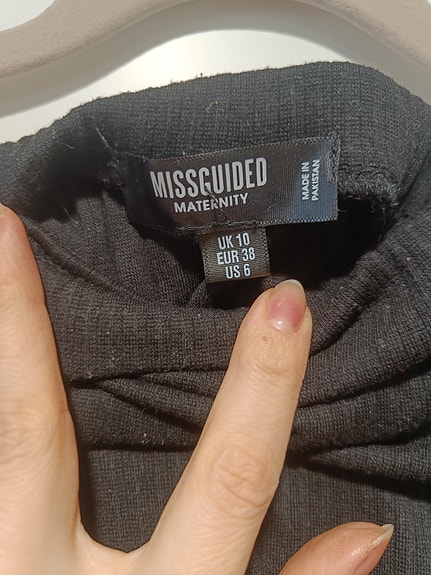 MISSGUIDED
MATERNITY
MADE IN
PAKISTAN
UK 10
EUR 38
US 6